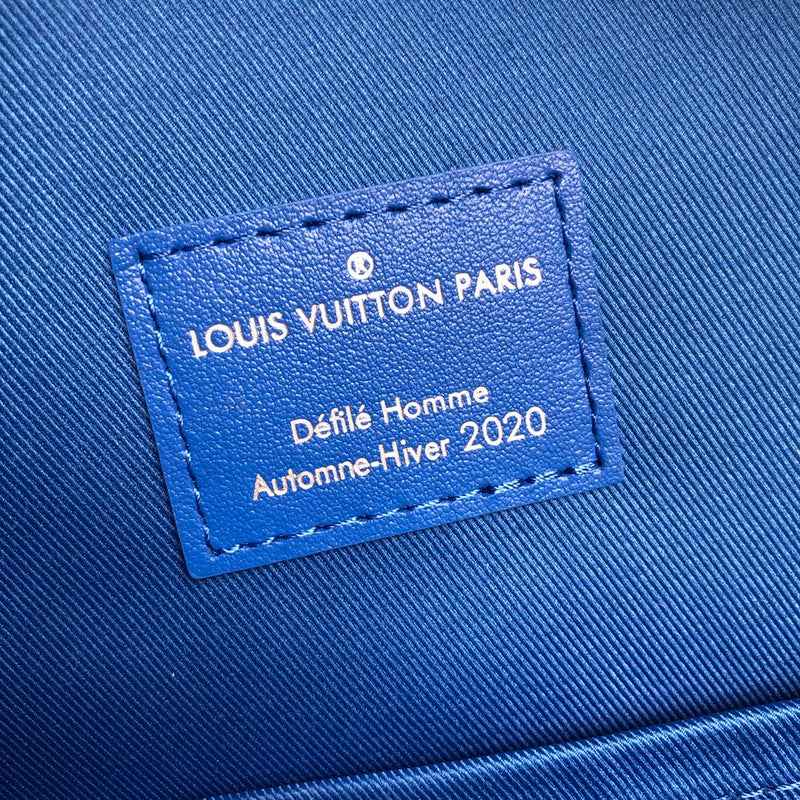 ®
LOUIS VUITTON PARIS
Défilé Homme
Automne-Hiver 2020